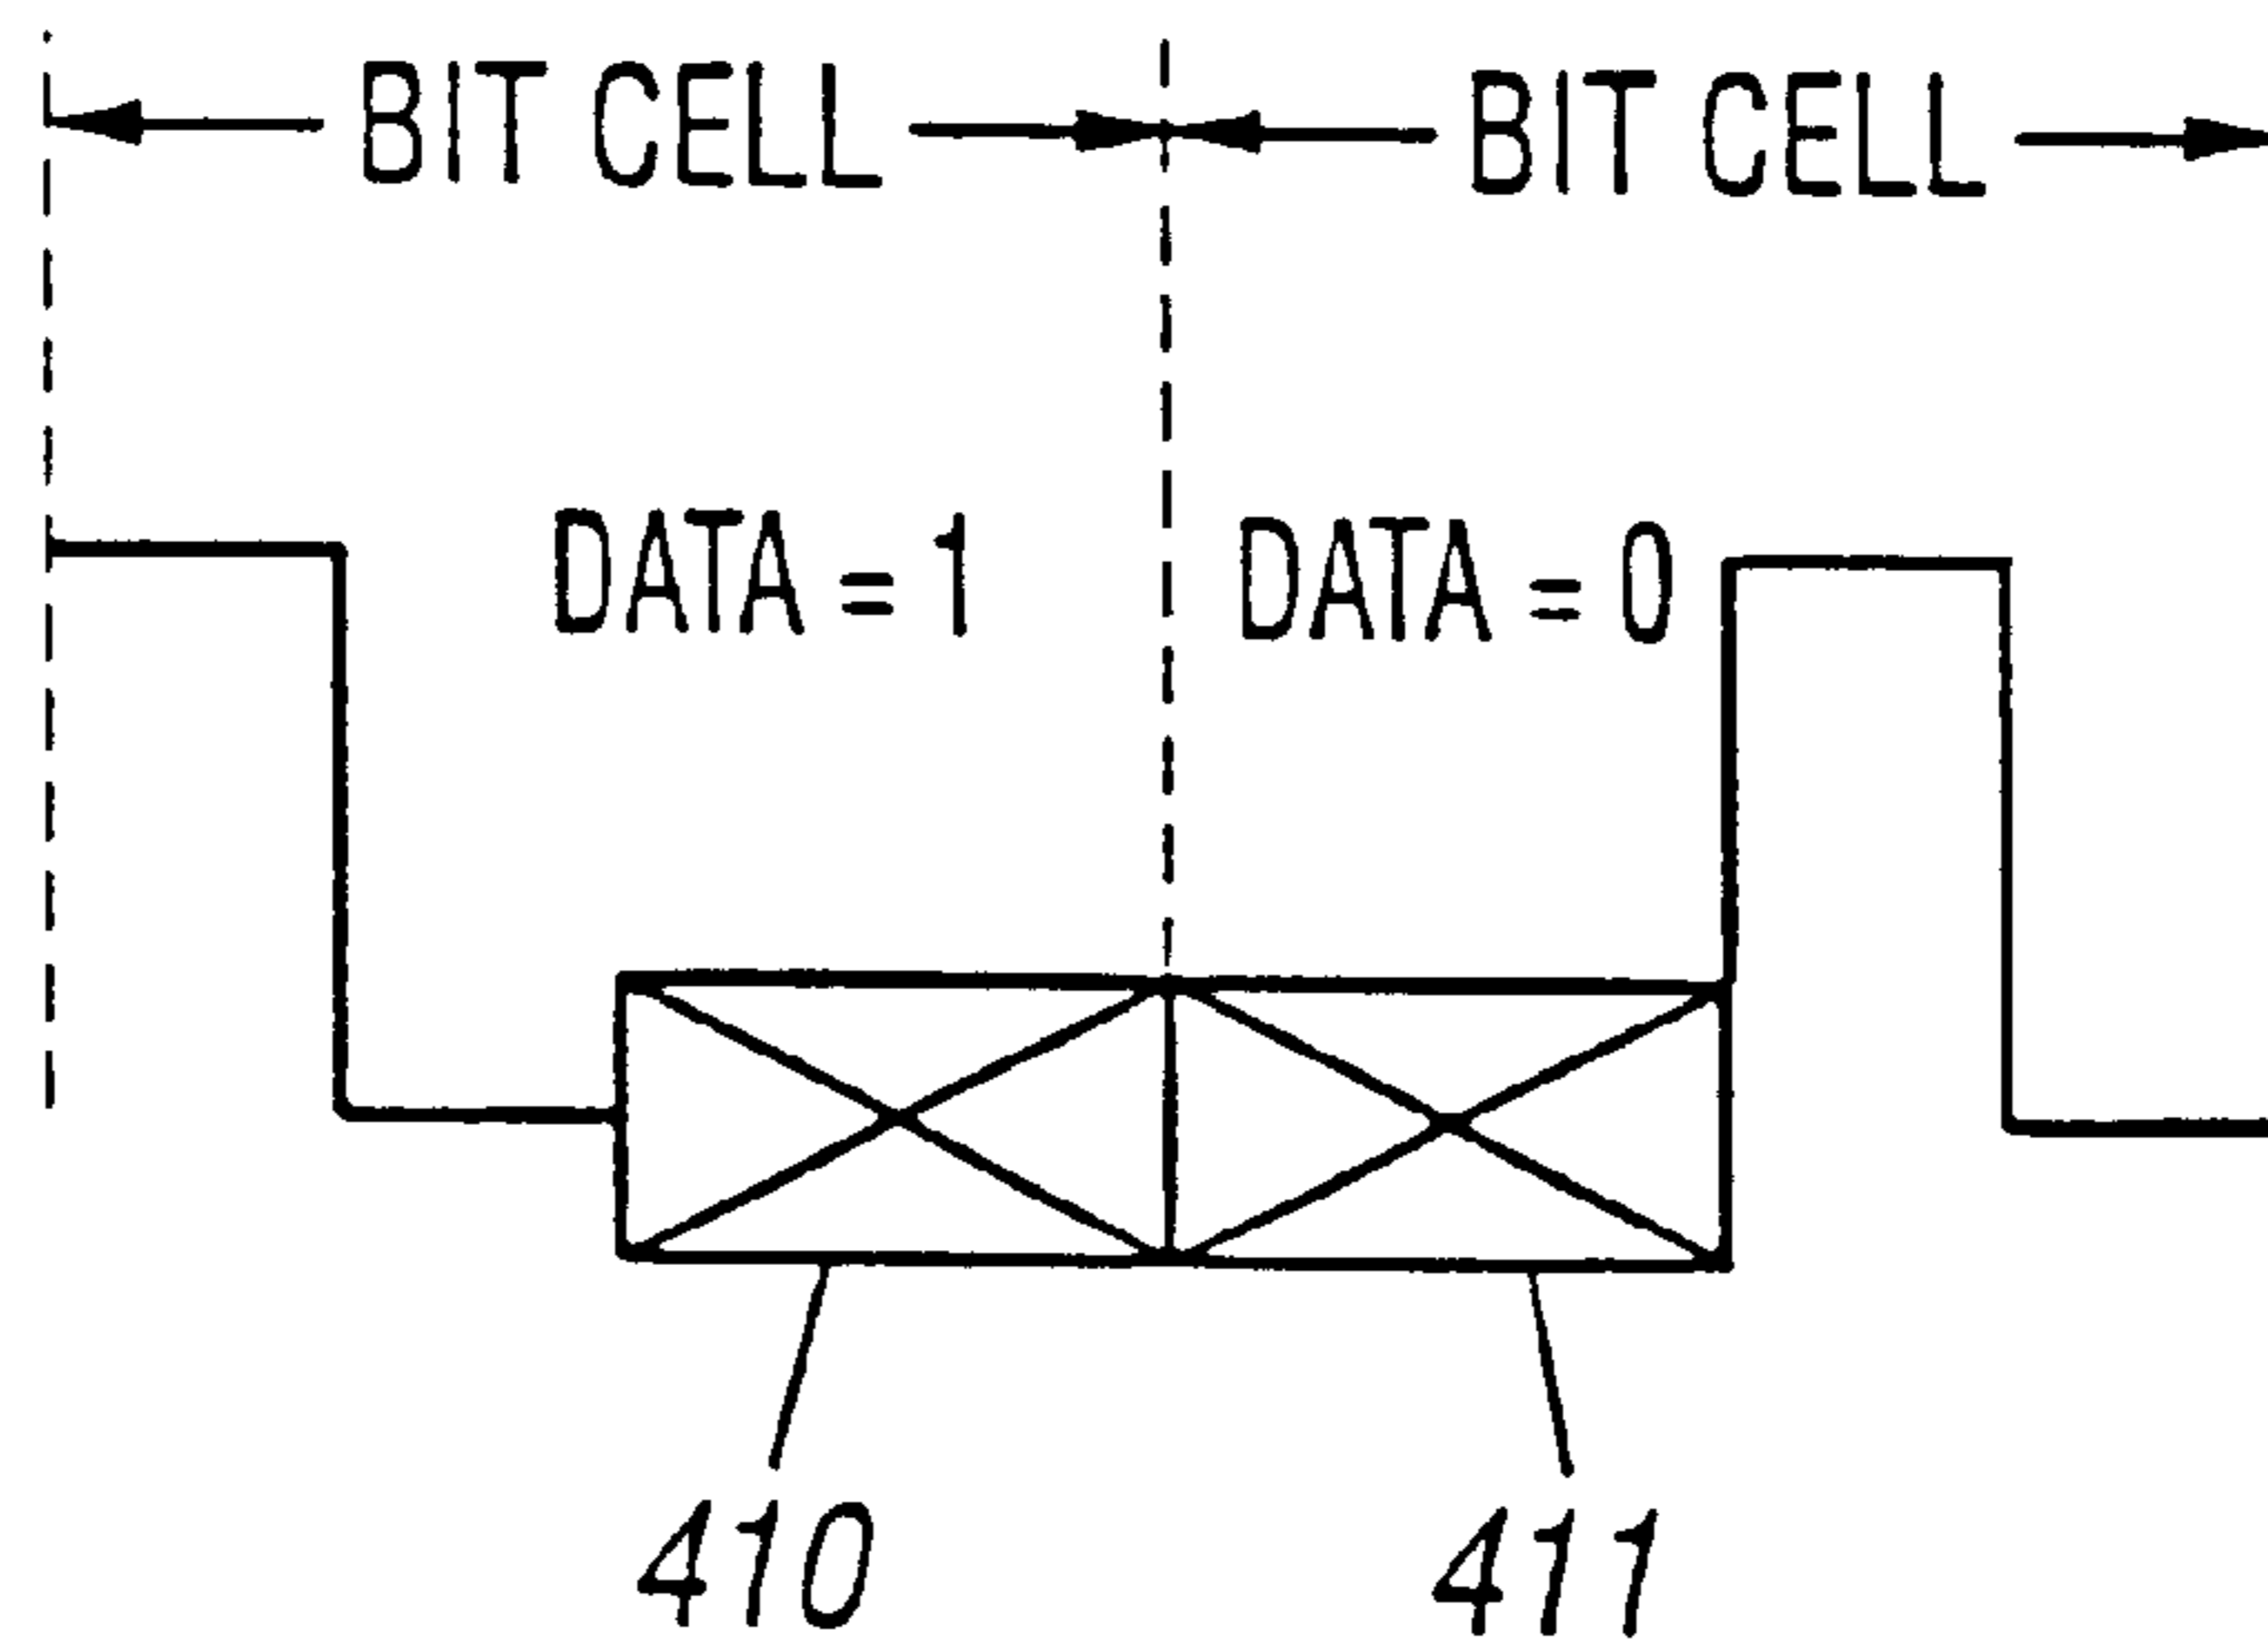 BIT CELL BIT CELL
DATA = 1 DATA = 0
410 411